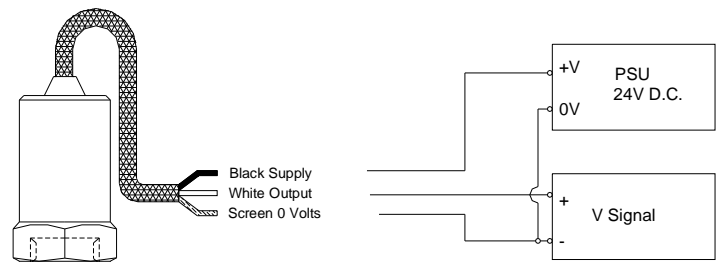 Black Supply
White Output
Screen 0 Volts
+V
PSU
24V D.C.
0V
+
V Signal
-